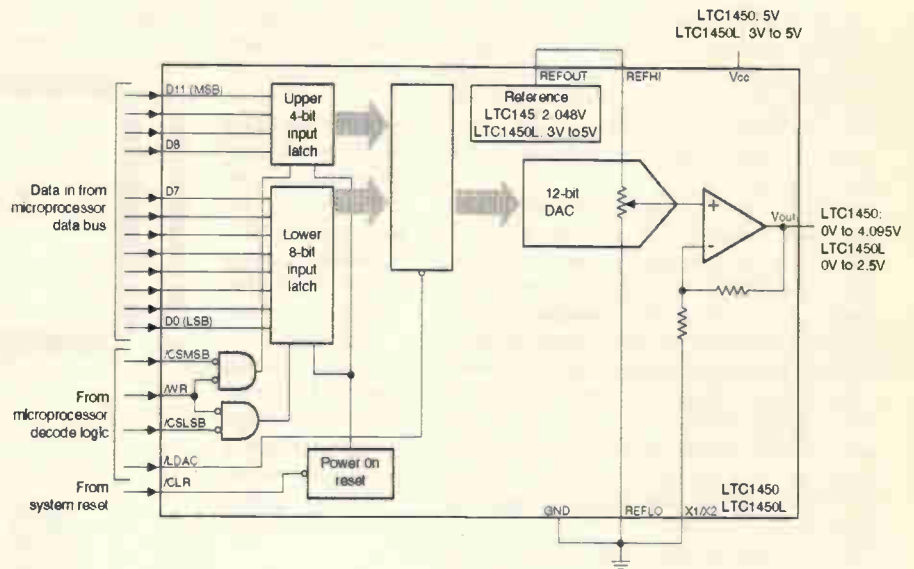 LTC1450: 5V
LTC1450L 3V to 5V
REFOUT
REFHI
Vcc
D11 (MSB)
Upper
4-bit
input
latch
Reference
LTC145: 2.048V
LTC1450L: 3V to5V
D8
Data in from
microprocessor
data bus
D7
Lower
8-bit
input
latch
12-bit
DAC
+
-
Vout
LTC1450:
0V to 4.095V
LTC1450L
0V to 2.5V
D0 (LSB)
/CSMSB
From
microprocessor
decode logic
/WR
/CSLSB
/LDAC
Power On
reset
From
system reset
/CLR
LTC1450
LTC1450L
GND
REFLO
X1/X2